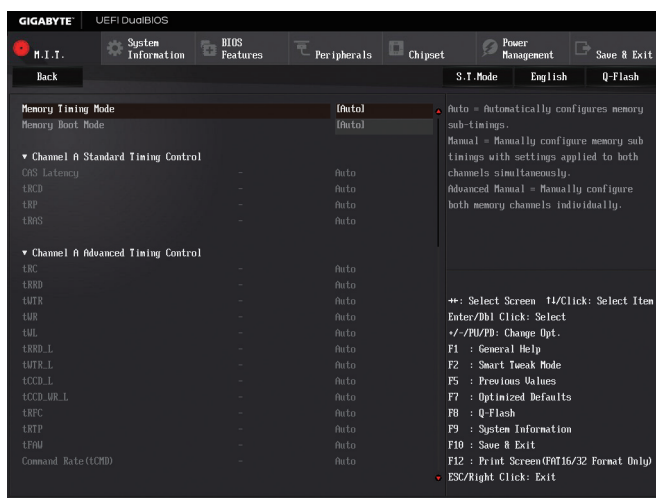 GIGABYTE™ UEFI DualBIOS
M.I.T. System Information BIOS Features Peripherals Chipset Power Management Save & Exit
Back S.T.Mode English Q-Flash
Memory Timing Mode [Auto]
Memory Boot Mode [Auto]
▼ Channel A Standard Timing Control
CAS Latency - Auto
tRCD - Auto
tRP - Auto
tRAS - Auto
▼ Channel A Advanced Timing Control
tRC - Auto
tRRD - Auto
tWTR - Auto
tWR - Auto
tWL - Auto
tRRD_L - Auto
tWTR_L - Auto
tCCD_L - Auto
tCCD_WR_L - Auto
tRFC - Auto
tRTP - Auto
tFAW - Auto
Command Rate(tCMD) - Auto
Auto = Automatically configures memory
sub-timings.
Manual = Manually configure memory sub
timings with settings applied to both
channels simultaneously.
Advanced Manual = Manually configure
both memory channels individually.
→←: Select Screen ↑↓/Click: Select Item
Enter/Dbl Click: Select
+/-/PU/PD: Change Opt.
F1 : General Help
F2 : Smart Tweak Mode
F5 : Previous Values
F7 : Optimized Defaults
F8 : Q-Flash
F9 : System Information
F10 : Save & Exit
F12 : Print Screen(FAT16/32 Format Only)
ESC/Right Click: Exit